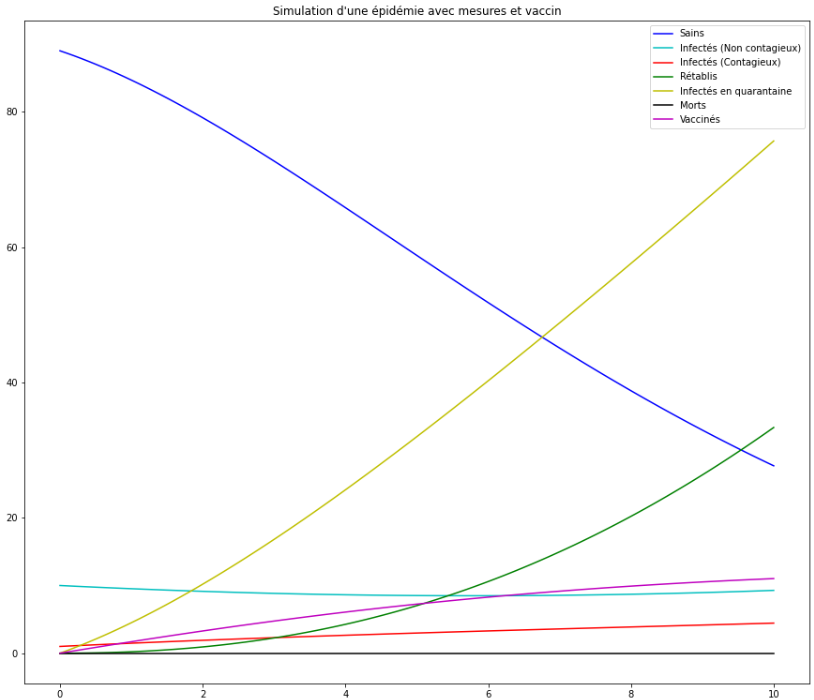 Simulation d'une épidémie avec mesures et vaccin
Sains
Infectés (Non contagieux)
Infectés (Contagieux)
Rétablis
Infectés en quarantaine
Morts
Vaccinés
80
60
40
20
0
0 2 4 6 8 10